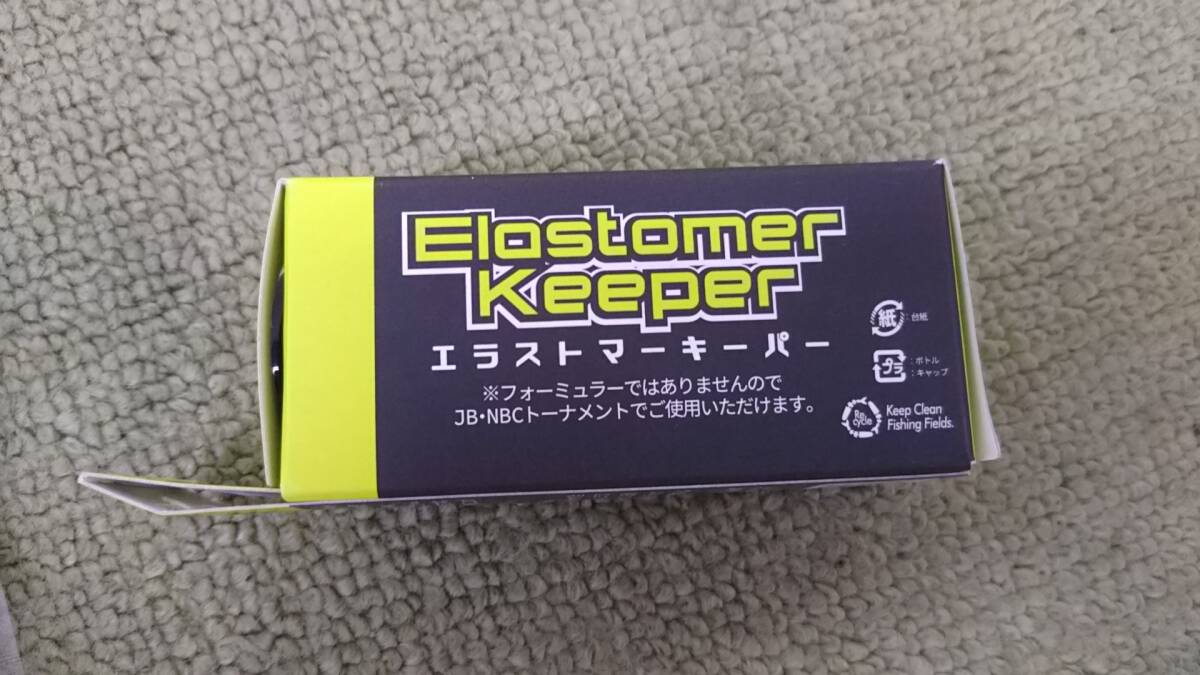 Elastomer
Keeper
エラストマーキーパー
※フォーミュラーではありませんので
JB・NBCトーナメントでご使用いただけます。
紙
：台紙
プラ
：ボトル
：キャップ
Re
cycle
Keep Clean
Fishing Fields.